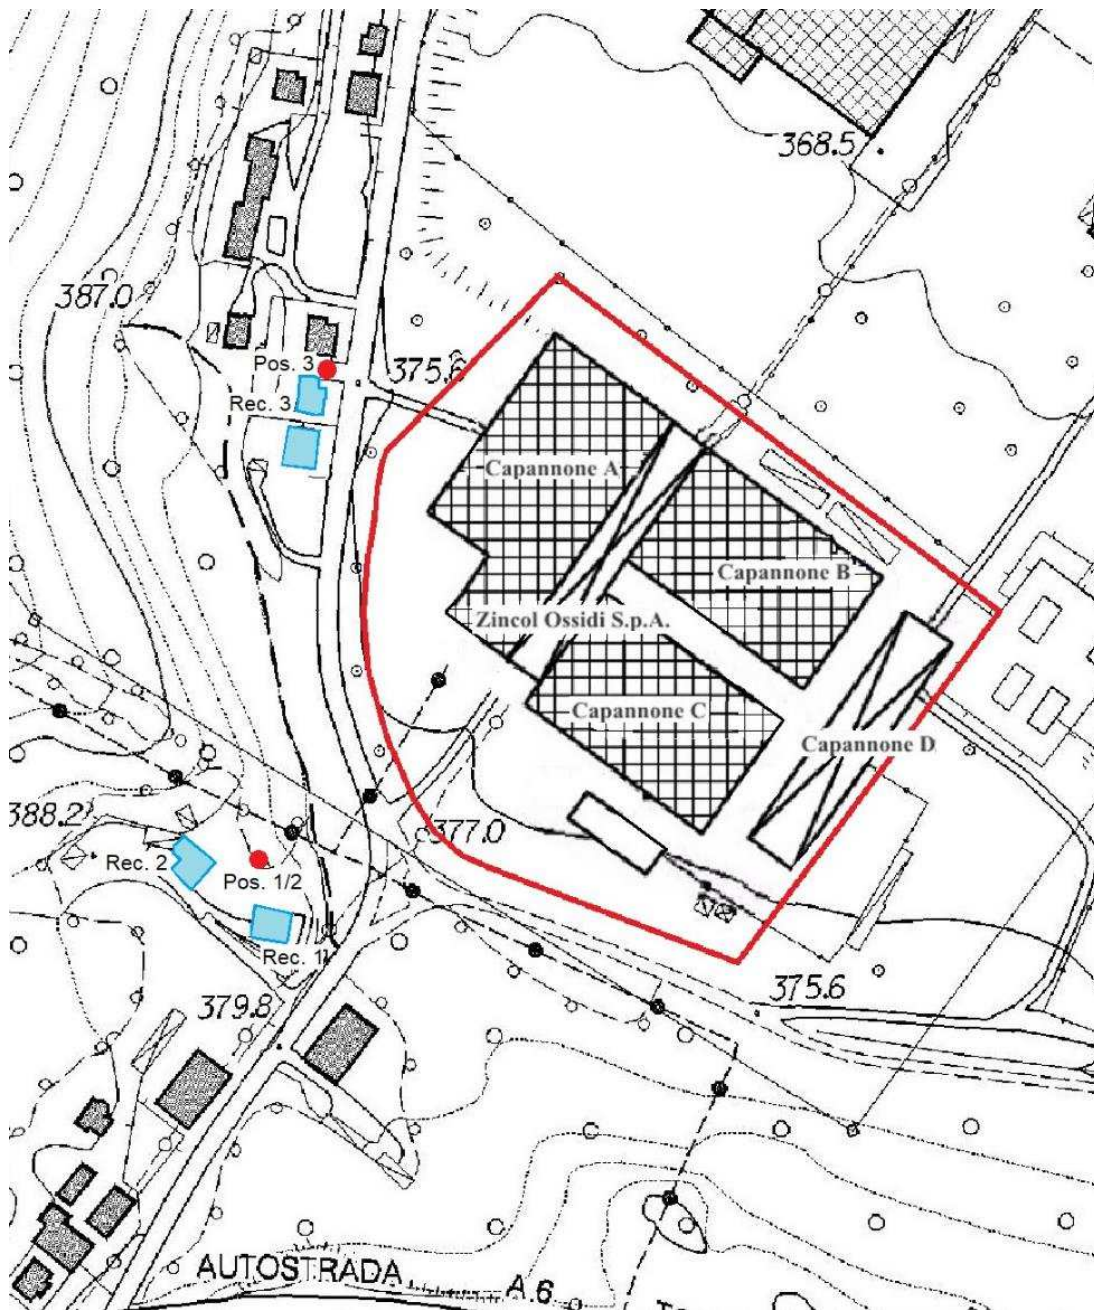 368.5
387.0
Pos. 3
375.6
Rec. 3
Capannone A
Capannone B
Zincol Ossidi S.p.A.
Capannone C
Capannone D
388.2
377.0
Rec. 2
Pos. 1/2
Rec. 1
379.8
375.6
AUTOSTRADA
A.6